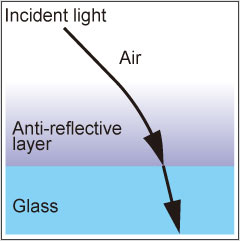 Incident light
Air
Anti-reflective
layer
Glass